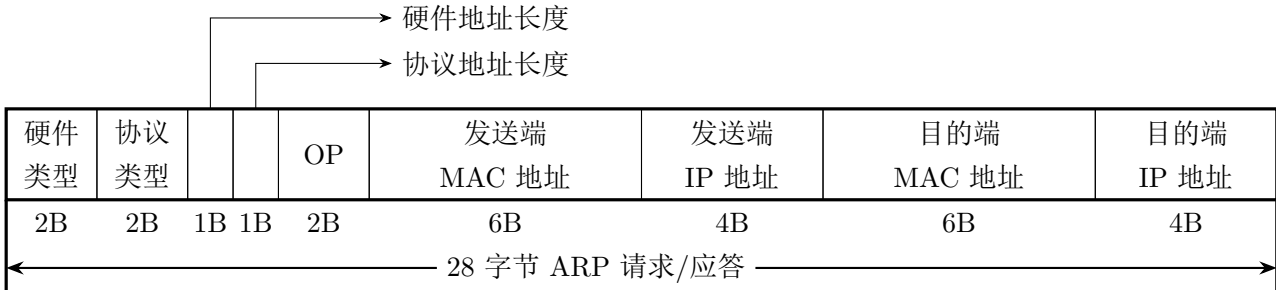 硬件地址长度
协议地址长度
硬件类型
协议类型
OP
发送端
MAC 地址
发送端
IP 地址
目的端
MAC 地址
目的端
IP 地址
2B 2B 1B 1B 2B 6B 4B 6B 4B
28 字节 ARP 请求/应答